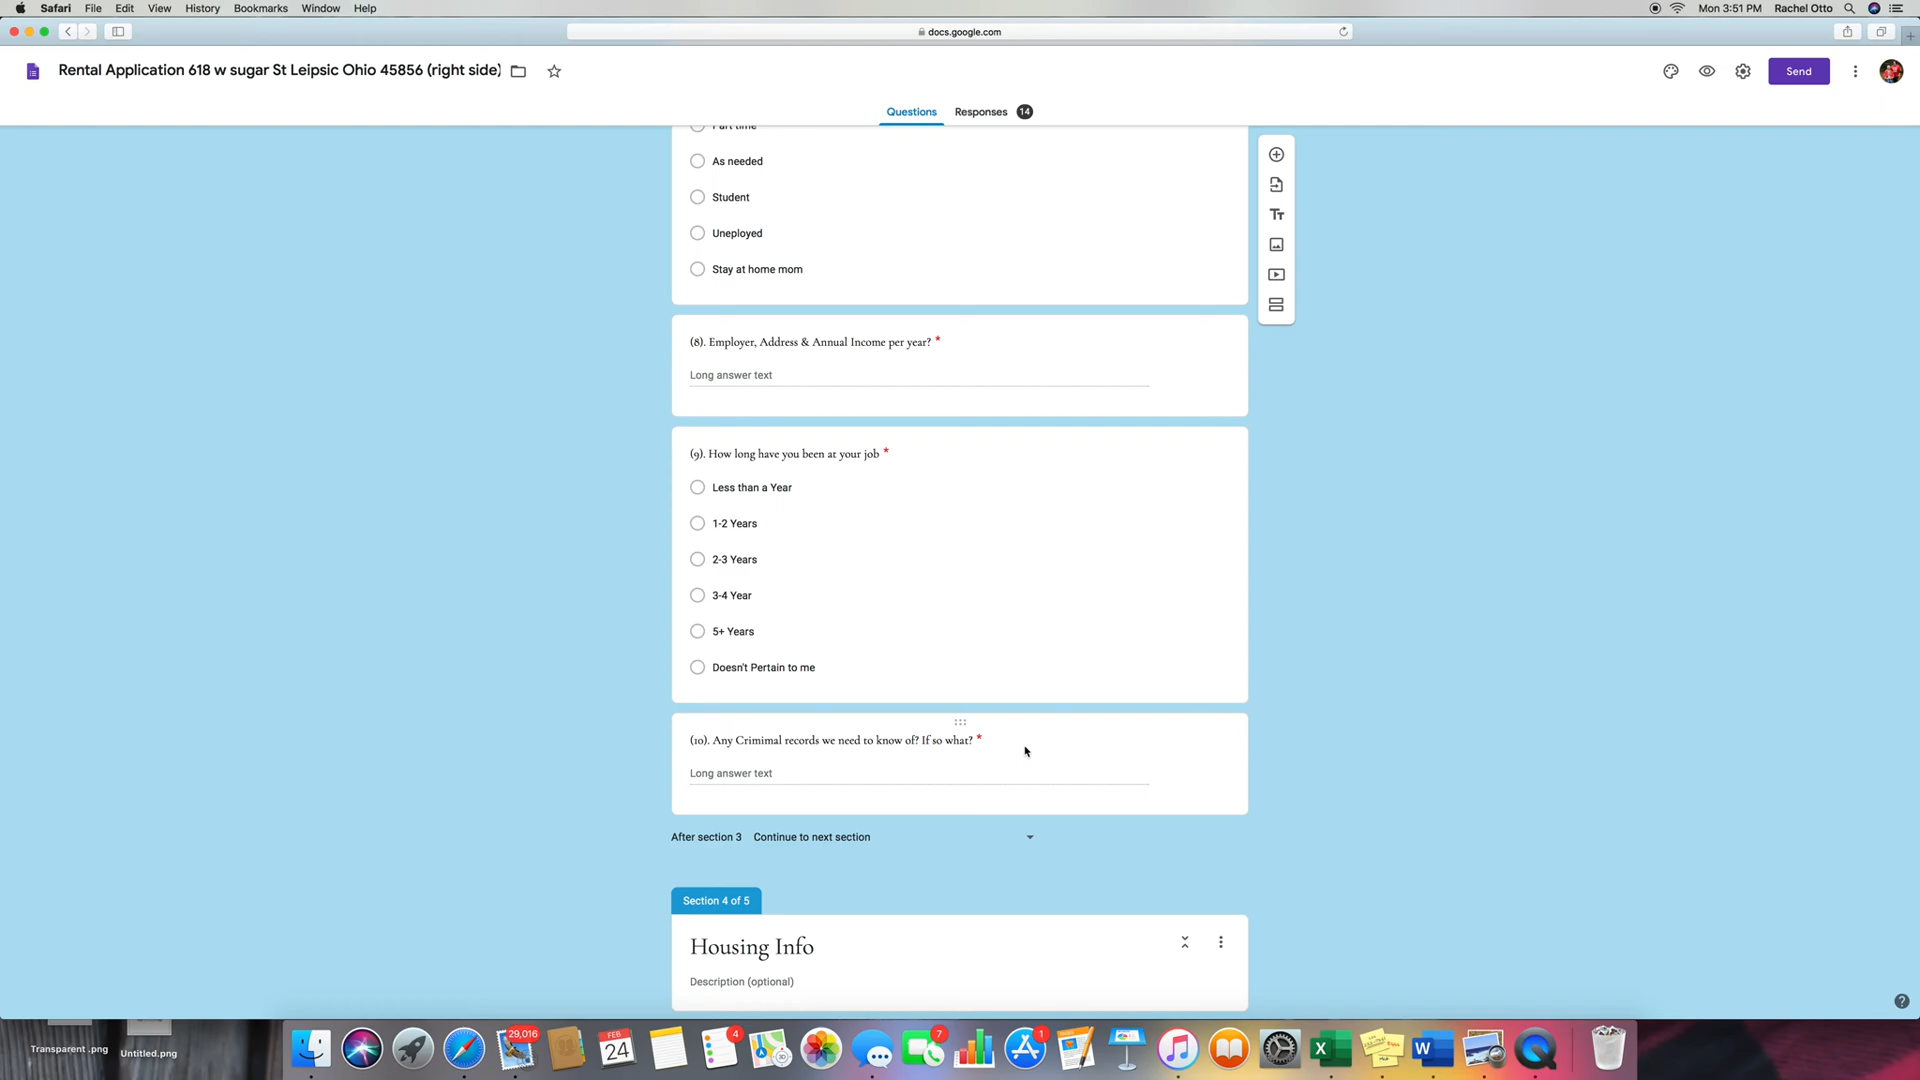 Safari File Edit View History Bookmarks Window Help Mon 3:51 PM Rachel Otto
docs.google.com
Rental Application 618 w sugar St Leipsic Ohio 45856 (right side) Send
Questions Responses 14
Part time
As needed
Student
Uneployed
Stay at home mom
(8). Employer, Address & Annual Income per year? *
Long answer text
(9). How long have you been at your job *
Less than a Year
1-2 Years
2-3 Years
3-4 Year
5+ Years
Doesn't Pertain to me
(10). Any Crimimal records we need to know of? If so what? *
Long answer text
After section 3 Continue to next section
Section 4 of 5
Housing Info
Description (optional)
29,016
FEB
24
4
7
1
Transparent .png
Untitled.png